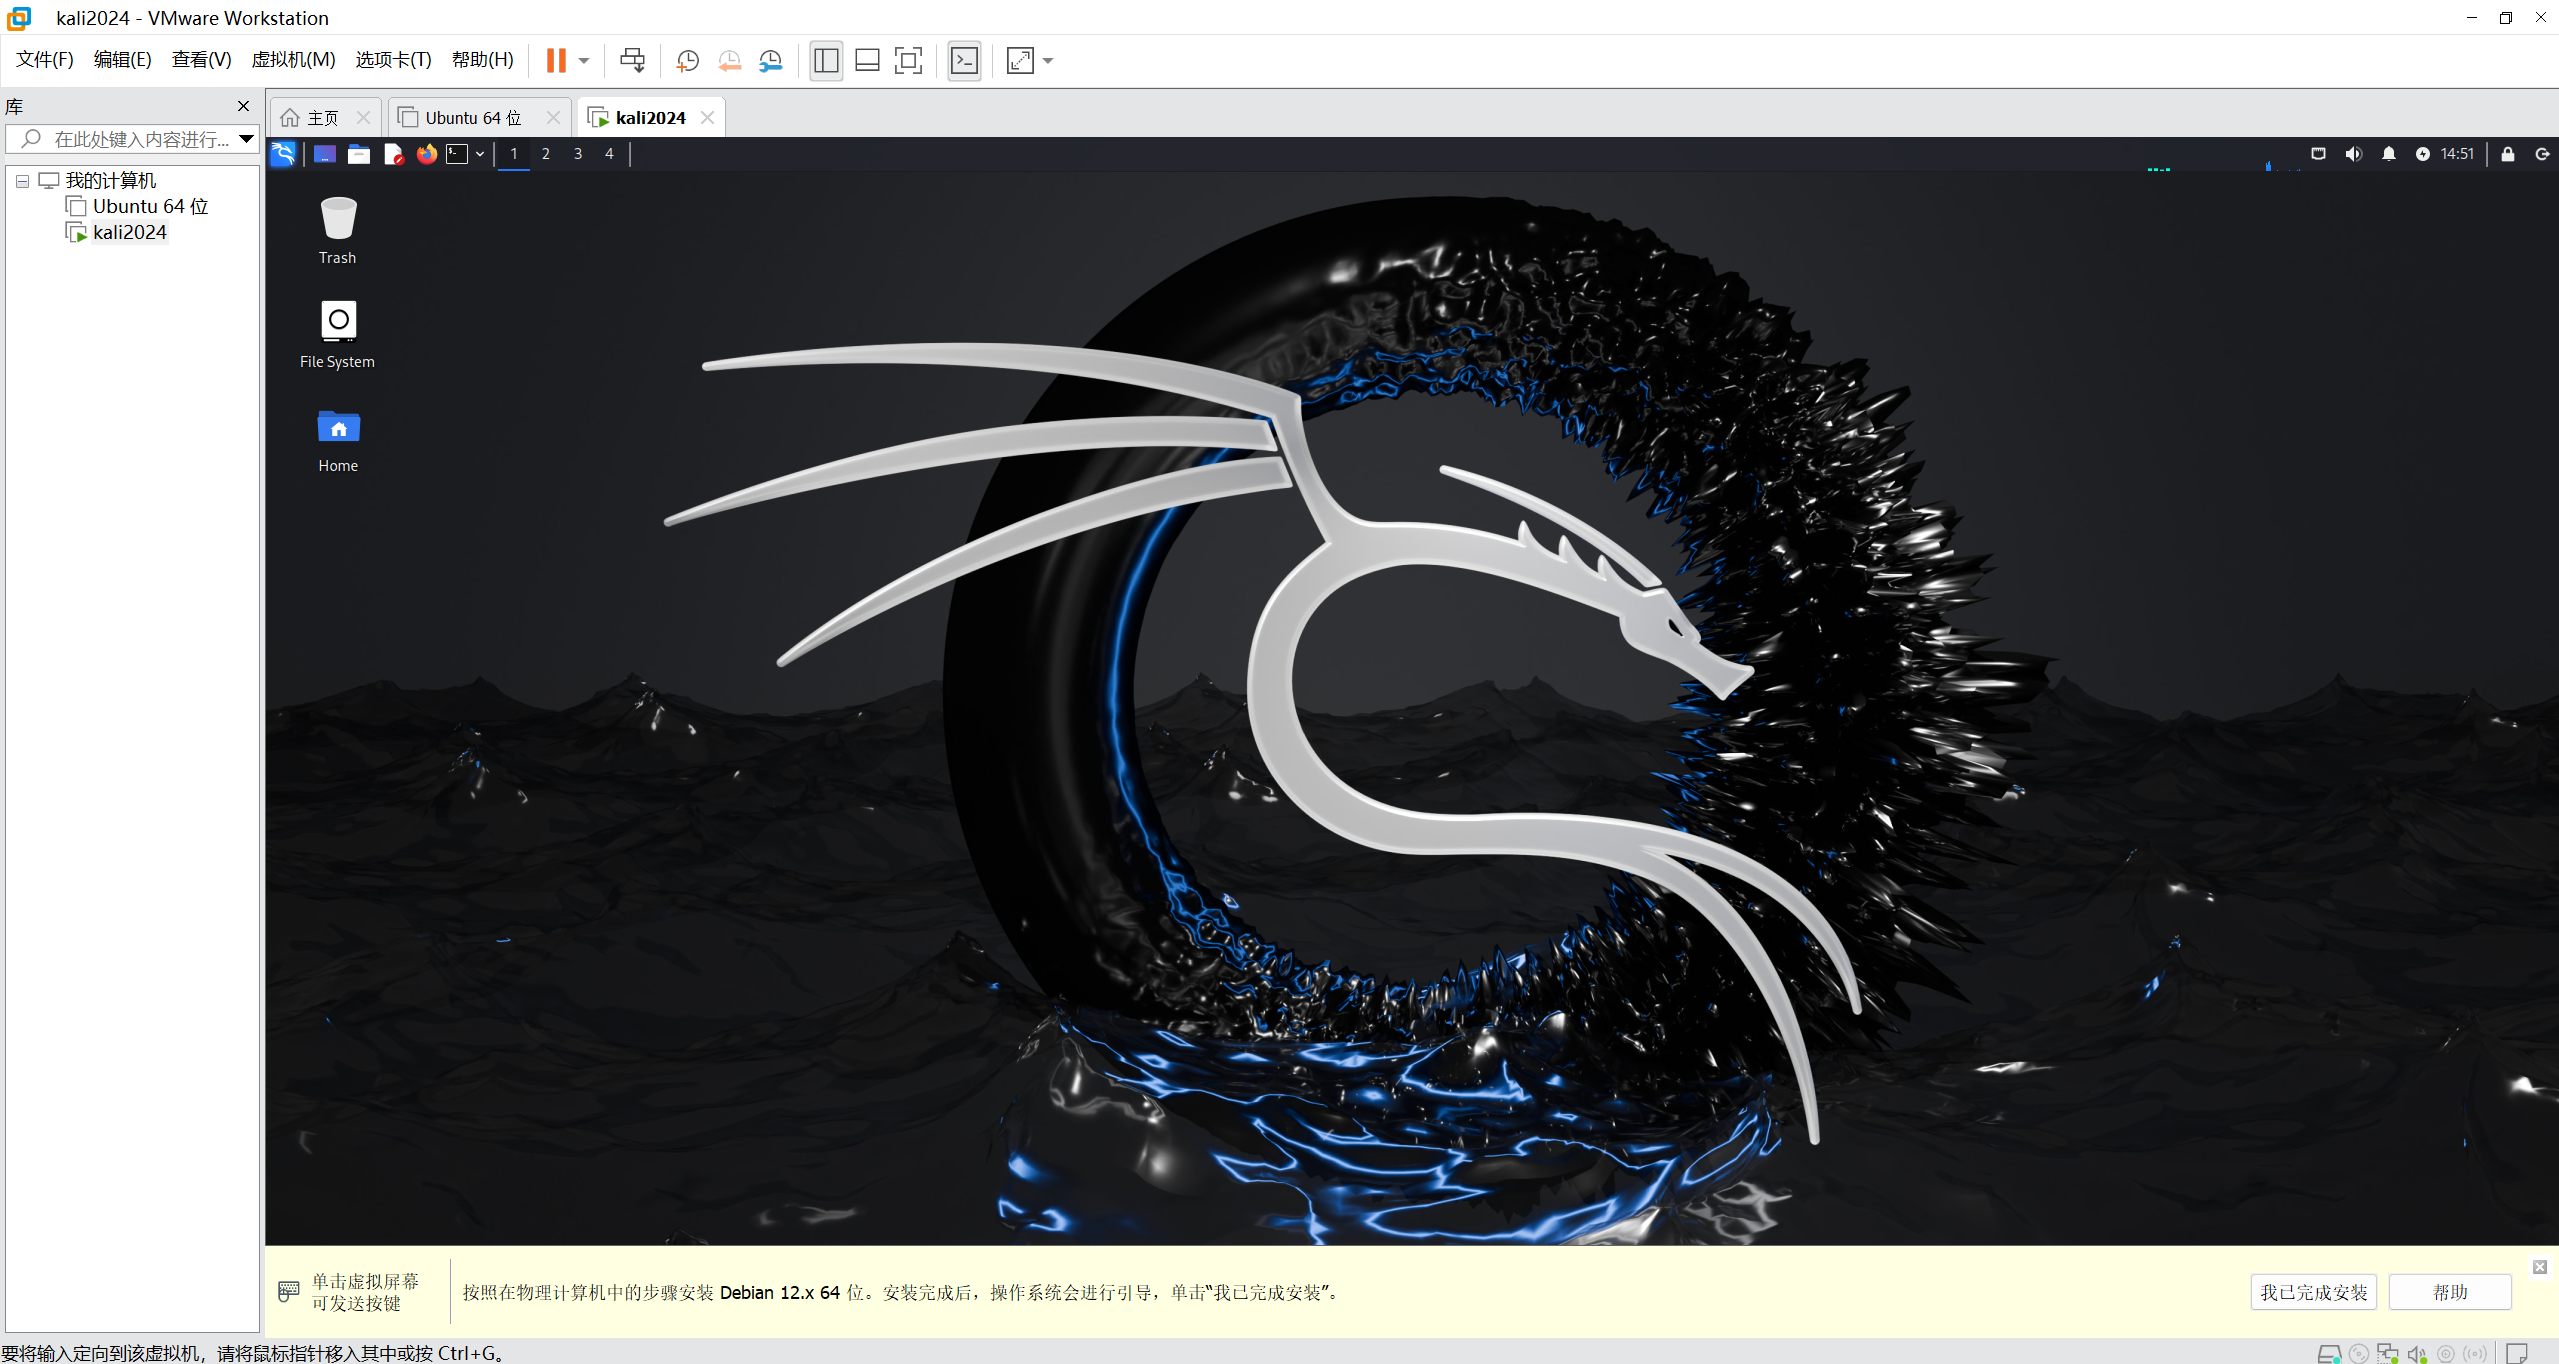 kali2024 - VMware Workstation
文件(F) 编辑(E) 查看(V) 虚拟机(M) 选项卡(T) 帮助(H)
库
在此处键入内容进行...
我的计算机
Ubuntu 64 位
kali2024
主页 Ubuntu 64 位 kali2024
1 2 3 4 14:51
Trash
File System
Home
单击虚拟屏幕
可发送按键
按照在物理计算机中的步骤安装 Debian 12.x 64 位。安装完成后，操作系统会进行引导，单击“我已完成安装”。
我已完成安装 帮助
要将输入定向到该虚拟机，请将鼠标指针移入其中或按 Ctrl+G。